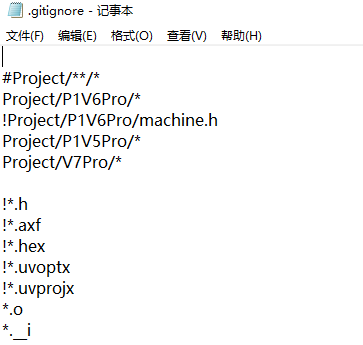 .gitignore - 记事本
文件(F) 编辑(E) 格式(O) 查看(V) 帮助(H)
#Project/**/*
Project/P1V6Pro/*
!Project/P1V6Pro/machine.h
Project/P1V5Pro/*
Project/V7Pro/*
!*.h
!*.axf
!*.hex
!*.uvoptx
!*.uvprojx
*.o
*.__i